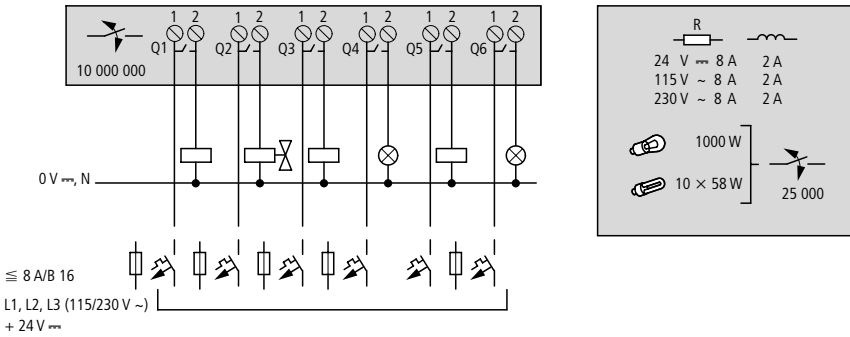 1 2 1 2 1 2 1 2 1 2 1 2
Q1 Q2 Q3 Q4 Q5 Q6
10 000 000
0 V ⎓, N
≦ 8 A/B 16
L1, L2, L3 (115/230 V ~)
+ 24 V ⎓
R
24 V ⎓ 8 A 2 A
115 V ~ 8 A 2 A
230 V ~ 8 A 2 A
1000 W
10 × 58 W
25 000